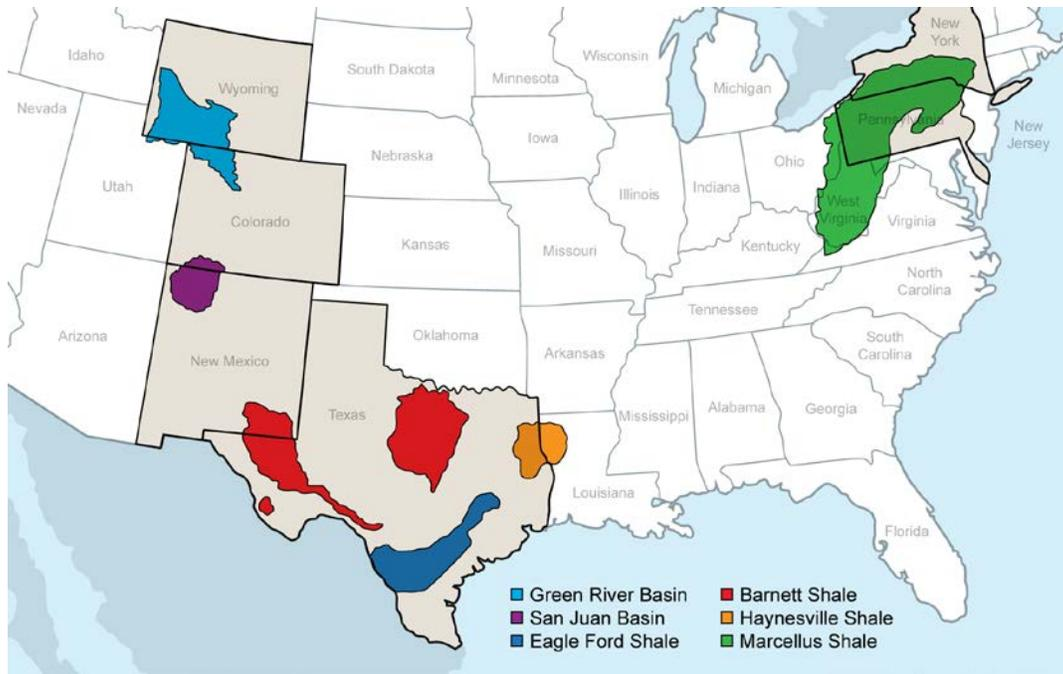 New
York
Wisconsin
Idaho
South Dakota
Minnesota
Michigan
Wyoming
Nevada
Pennsylvania
New
Jersey
Iowa
Nebraska
Ohio
Utah
Illinois
Indiana
West
Virginia
Virginia
Colorado
Kansas
Missouri
Kentucky
North
Carolina
Tennessee
Arizona
Oklahoma
Arkansas
South
Carolina
New Mexico
Texas
Mississippi
Alabama
Georgia
Louisiana
Florida
Green River Basin
San Juan Basin
Eagle Ford Shale
Barnett Shale
Haynesville Shale
Marcellus Shale